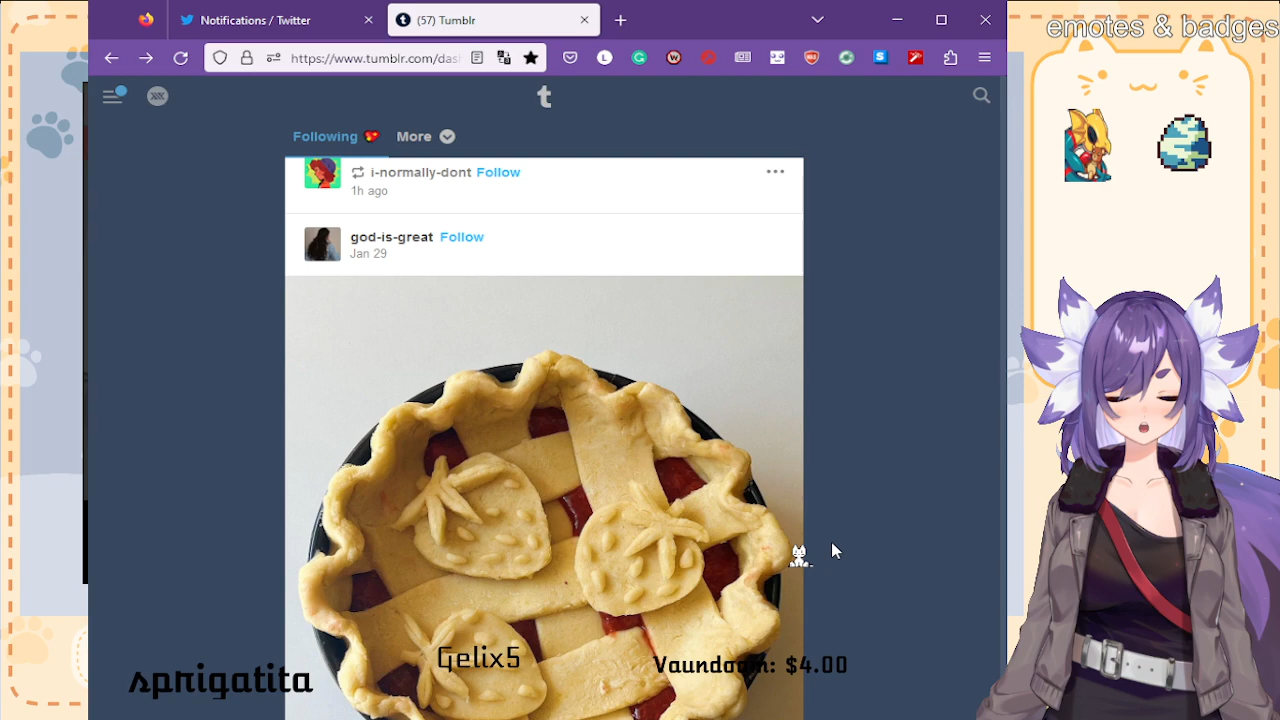 Notifications / Twitter
(57) Tumblr
https://www.tumblr.com/das
emotes & badges
Following
More
i-normally-dont Follow
1h ago
god-is-great Follow
Jan 29
sprigatita
Gelix5
Vaundoom: $4.00